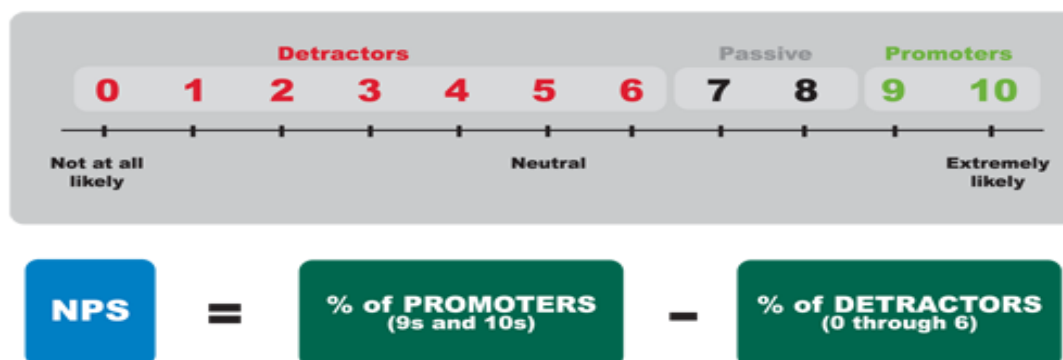 Detractors Passive Promoters
0 1 2 3 4 5 6 7 8 9 10
Not at all Neutral Extremely
likely likely
NPS = % of PROMOTERS - % of DETRACTORS
(9s and 10s) (0 through 6)